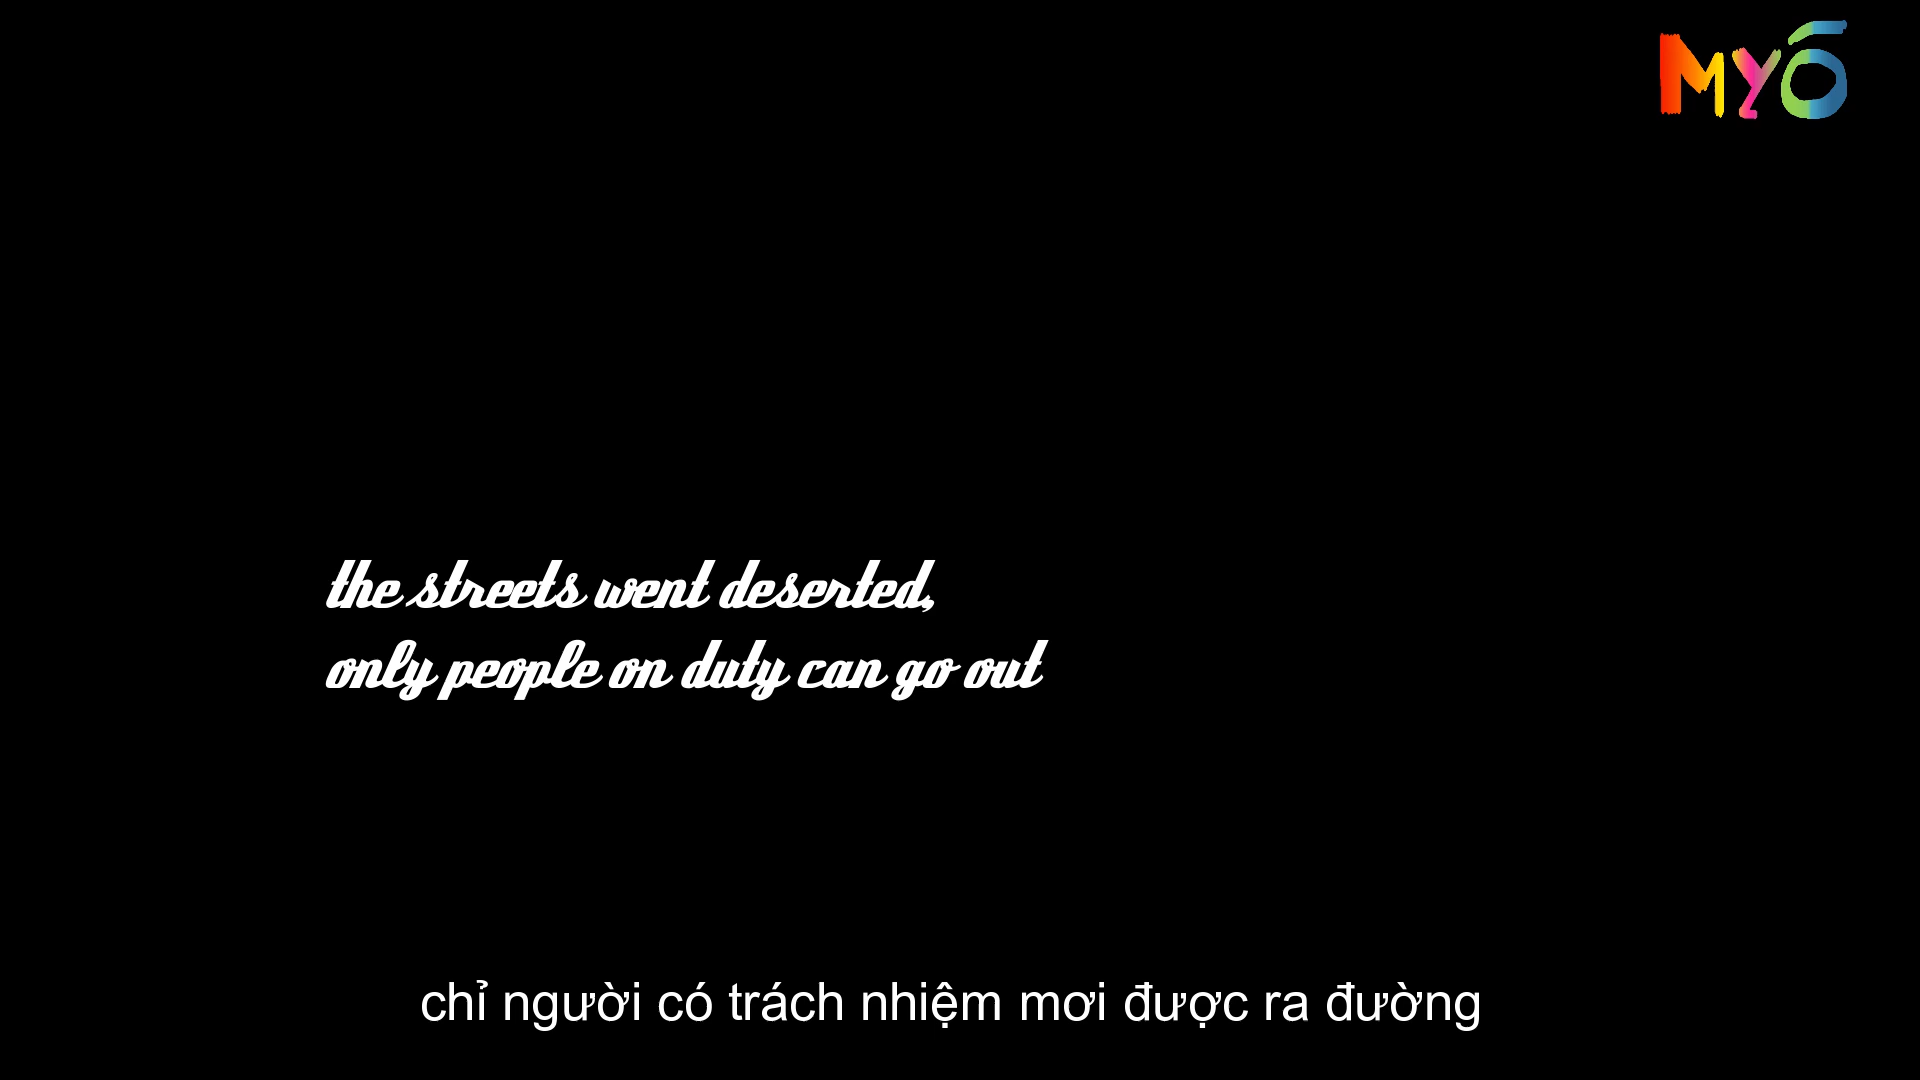 MYő
the streets went deserted,
only people on duty can go out
chỉ người có trách nhiệm mơi được ra đường